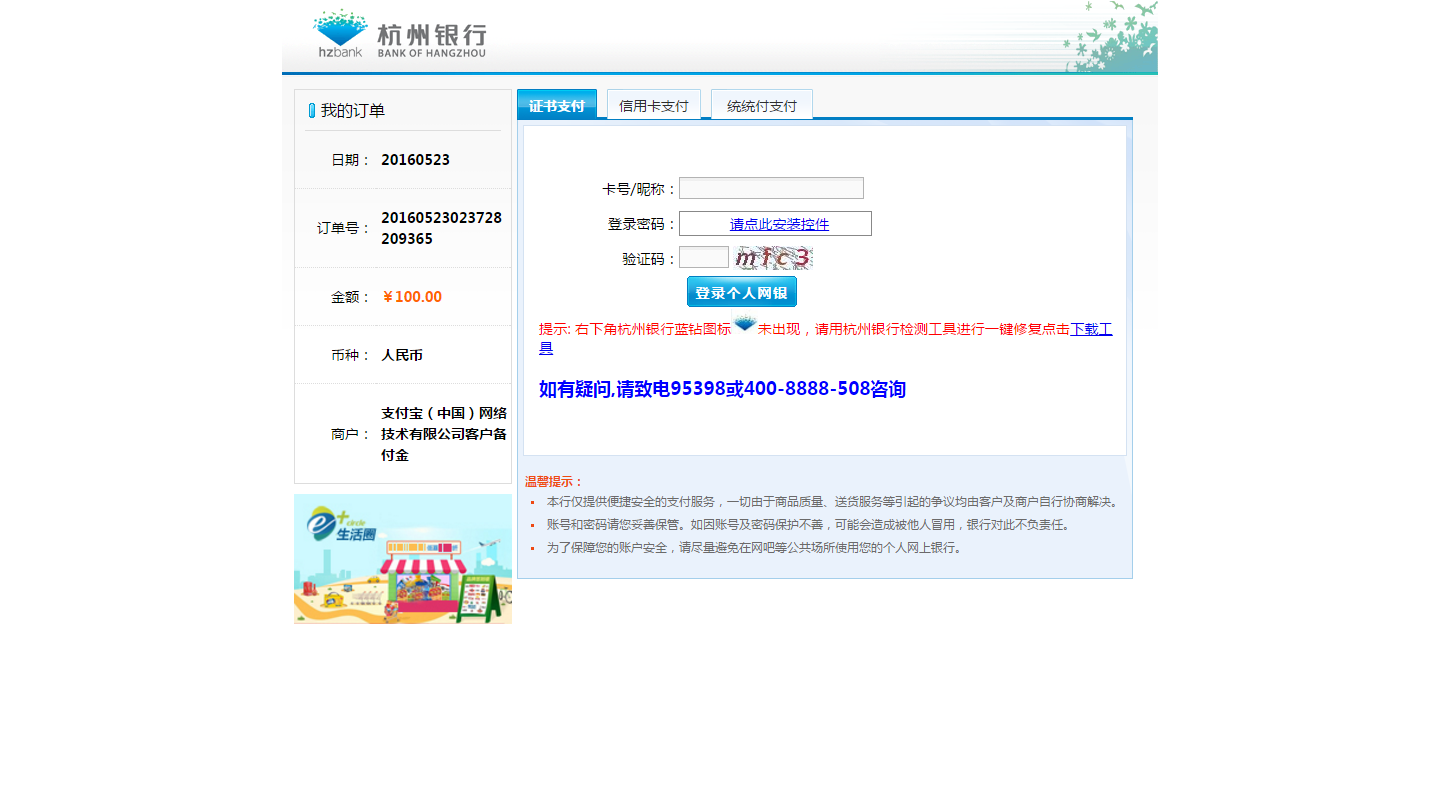 hzbank
杭州银行
BANK OF HANGZHOU
我的订单
日期：
20160523
订单号：
20160523023728
209365
金额：
￥100.00
币种：
人民币
商户：
支付宝（中国）网络
技术有限公司客户备
付金
e+circle
生活圈
证书支付
信用卡支付
统统付支付
卡号/昵称：
登录密码：
请点此安装控件
验证码：
mfc3
登录个人网银
提示: 右下角杭州银行蓝钻图标未出现，请用杭州银行检测工具进行一键修复点击下载工
具
如有疑问,请致电95398或400-8888-508咨询
温馨提示：
本行仅提供便捷安全的支付服务，一切由于商品质量、送货服务等引起的争议均由客户及商户自行协商解决。
账号和密码请您妥善保管。如因账号及密码保护不善，可能会造成被他人冒用，银行对此不负责任。
为了保障您的账户安全，请尽量避免在网吧等公共场所使用您的个人网上银行。